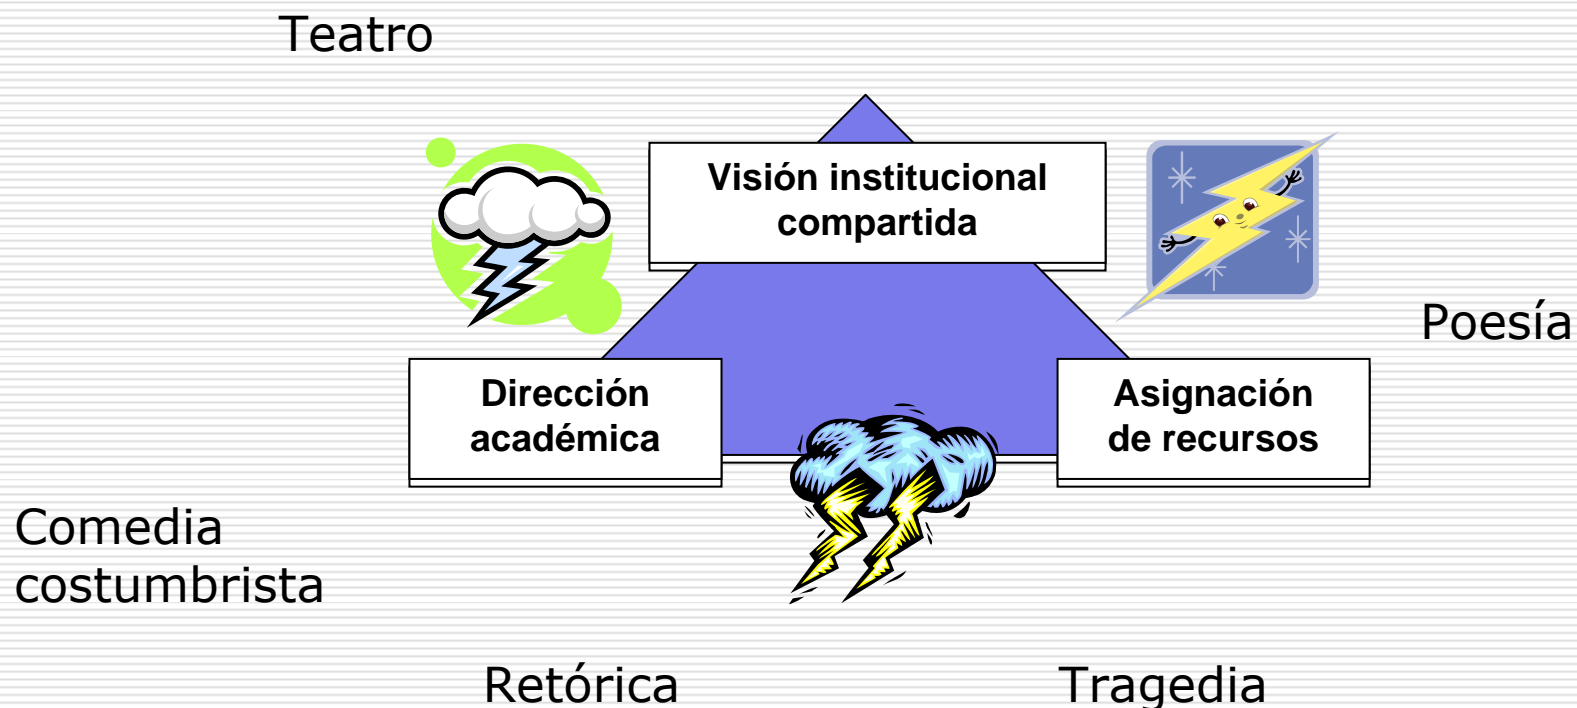 Teatro
Visión institucional
compartida
Poesía
Dirección
académica
Asignación
de recursos
Comedia
costumbrista
Retórica
Tragedia